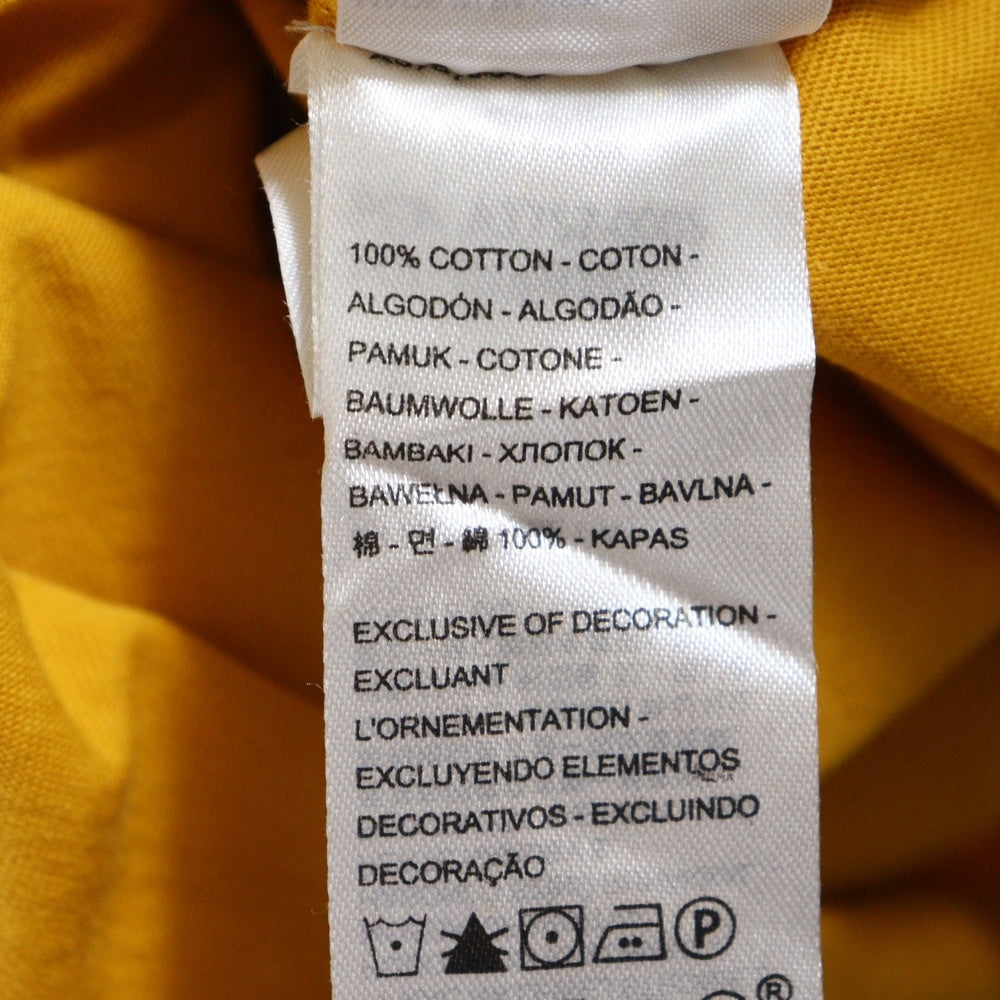 100% COTTON - COTON -
ALGODÓN - ALGODÃO -
PAMUK - COTONE -
BAUMWOLLE - KATOEN -
BAMBAKI - ХЛОПОК -
BAWEŁNA - PAMUT - BAVLNA -
棉 - 면 - 綿 100% - KAPAS
EXCLUSIVE OF DECORATION -
EXCLUANT
L'ORNEMENTATION -
EXCLUYENDO ELEMENTOS
DECORATIVOS - EXCLUINDO
DECORAÇÃO
P
®